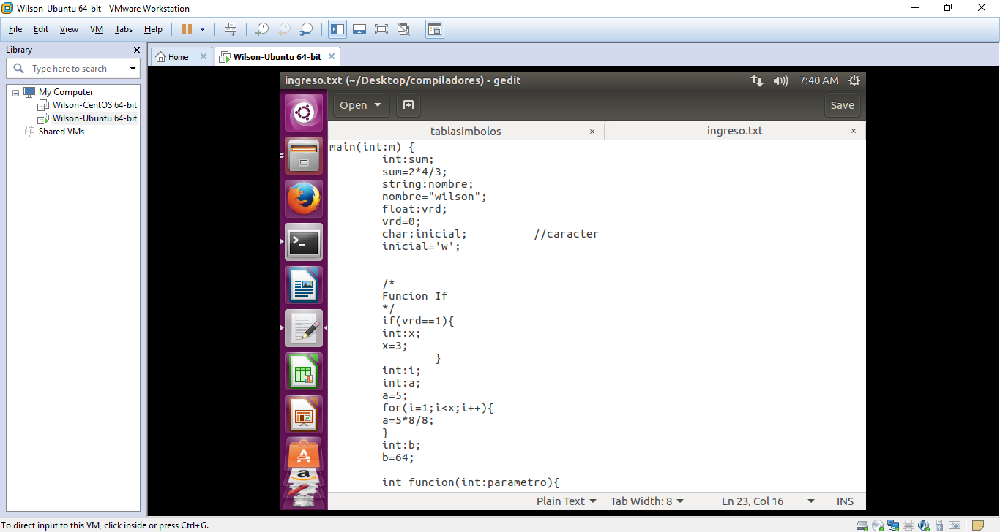 Wilson-Ubuntu 64-bit - VMware Workstation
File Edit View VM Tabs Help
Library
Type here to search
My Computer
Wilson-CentOS 64-bit
Wilson-Ubuntu 64-bit
Shared VMs
Home
Wilson-Ubuntu 64-bit
ingreso.txt (~/Desktop/compiladores) - gedit
7:40 AM
Open
Save
tablasimbolos
ingreso.txt
main(int:m) {
int:sum;
sum=2*4/3;
string:nombre;
nombre="wilson";
float:vrd;
vrd=0;
char:inicial; //caracter
inicial='w';
/*
Funcion If
*/
if(vrd==1){
int:x;
x=3;
}
int:i;
int:a;
a=5;
for(i=1;i<x;i++){
a=5*8/8;
}
int:b;
b=64;
int funcion(int:parametro){
Plain Text Tab Width: 8 Ln 23, Col 16 INS
To direct input to this VM, click inside or press Ctrl+G.